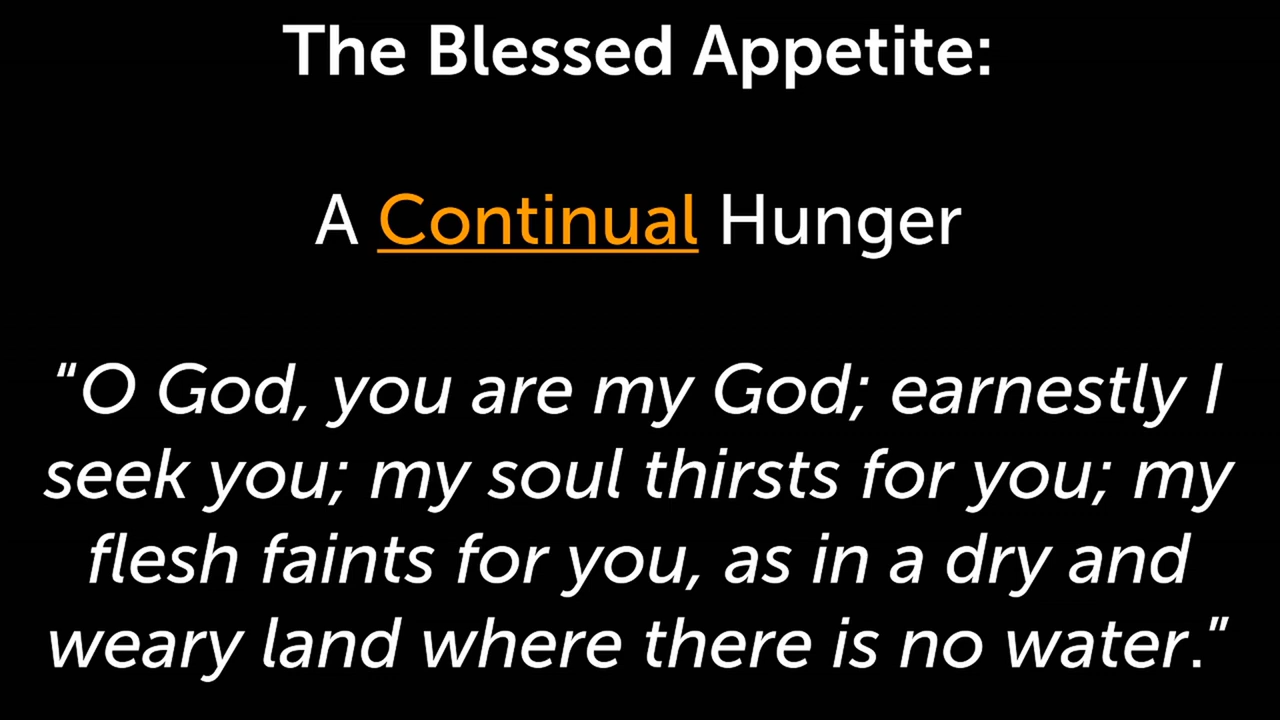 The Blessed Appetite:
A Continual Hunger
“O God, you are my God; earnestly I
seek you; my soul thirsts for you; my
flesh faints for you, as in a dry and
weary land where there is no water.”